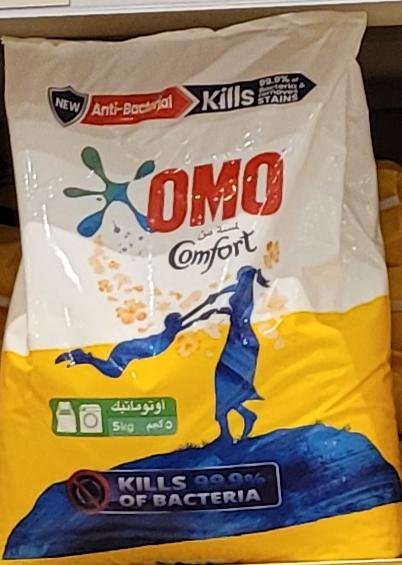 NEW
Anti-Bacterial
Kills
99.9% of
Bacteria &
removes
STAINS
OMO
لمسة من
Comfort
اوتوماتيك
5kg ٥ كجم
KILLS 99.9%
OF BACTERIA